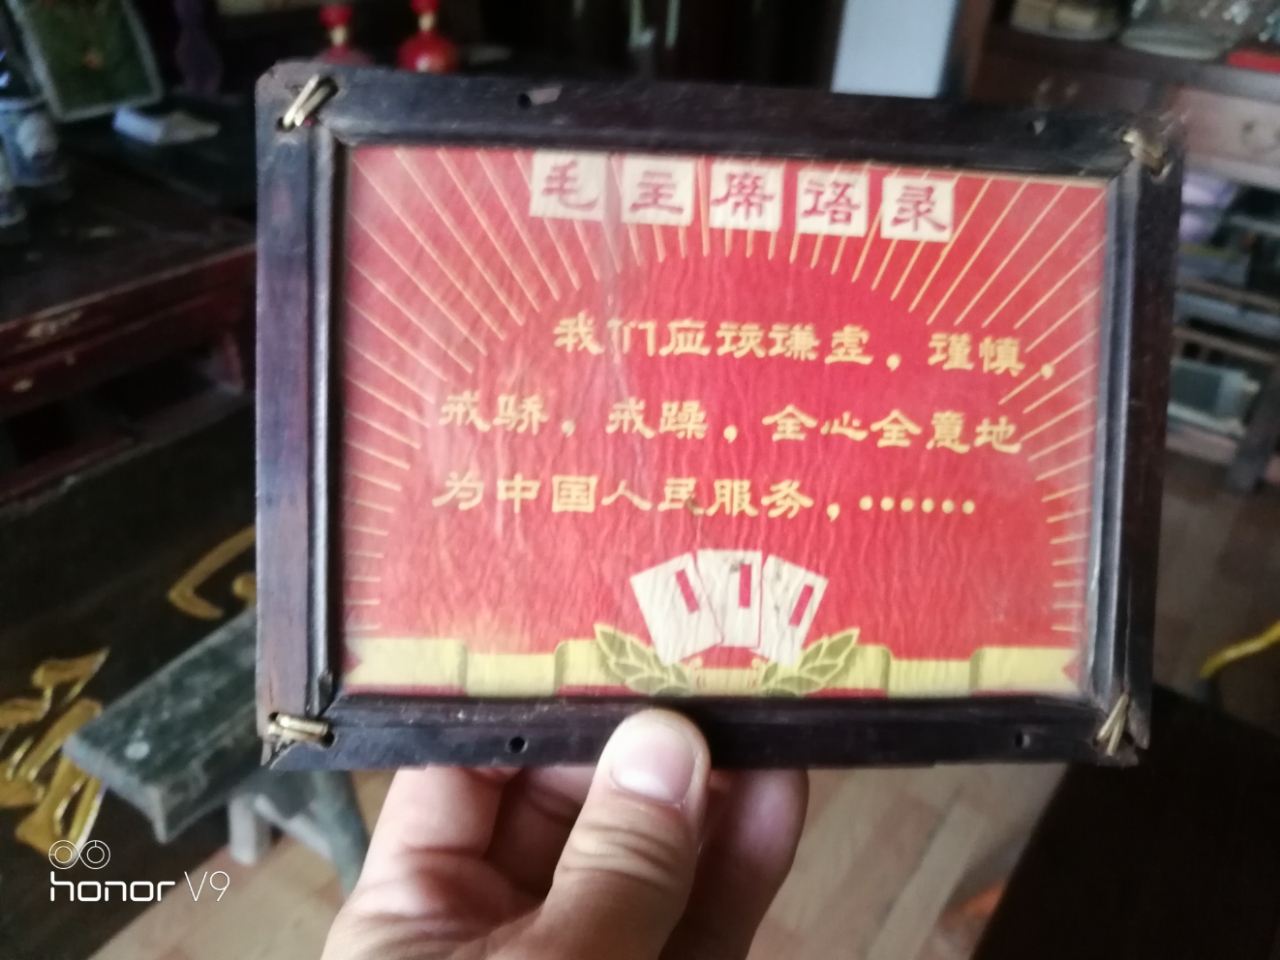 毛主席语录
我们应该谦虚，谨慎，
戒骄，戒躁，全心全意地
为中国人民服务，……
honor V9